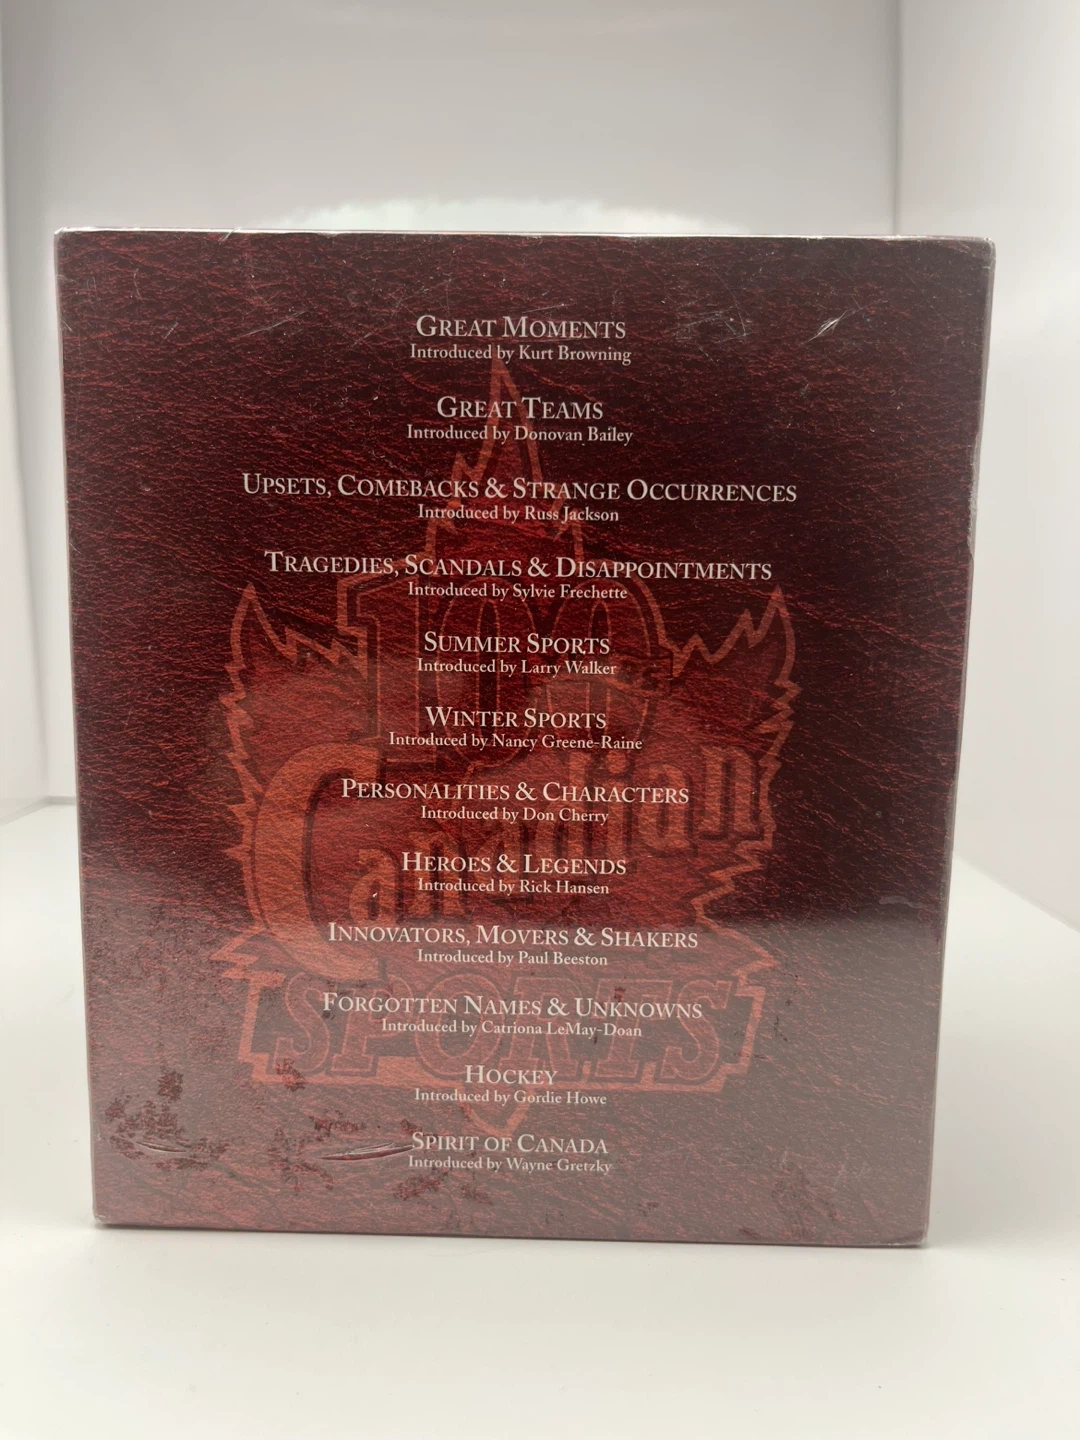 GREAT MOMENTS
Introduced by Kurt Browning
GREAT TEAMS
Introduced by Donovan Bailey
UPSETS, COMEBACKS & STRANGE OCCURRENCES
Introduced by Russ Jackson
TRAGEDIES, SCANDALS & DISAPPOINTMENTS
Introduced by Sylvie Frechette
SUMMER SPORTS
Introduced by Larry Walker
WINTER SPORTS
Introduced by Nancy Greene-Raine
PERSONALITIES & CHARACTERS
Introduced by Don Cherry
HEROES & LEGENDS
Introduced by Rick Hansen
INNOVATORS, MOVERS & SHAKERS
Introduced by Paul Beeston
FORGOTTEN NAMES & UNKNOWNS
Introduced by Catriona LeMay-Doan
HOCKEY
Introduced by Gordie Howe
SPIRIT OF CANADA
Introduced by Wayne Gretzky
100
Canadian
SPORTS